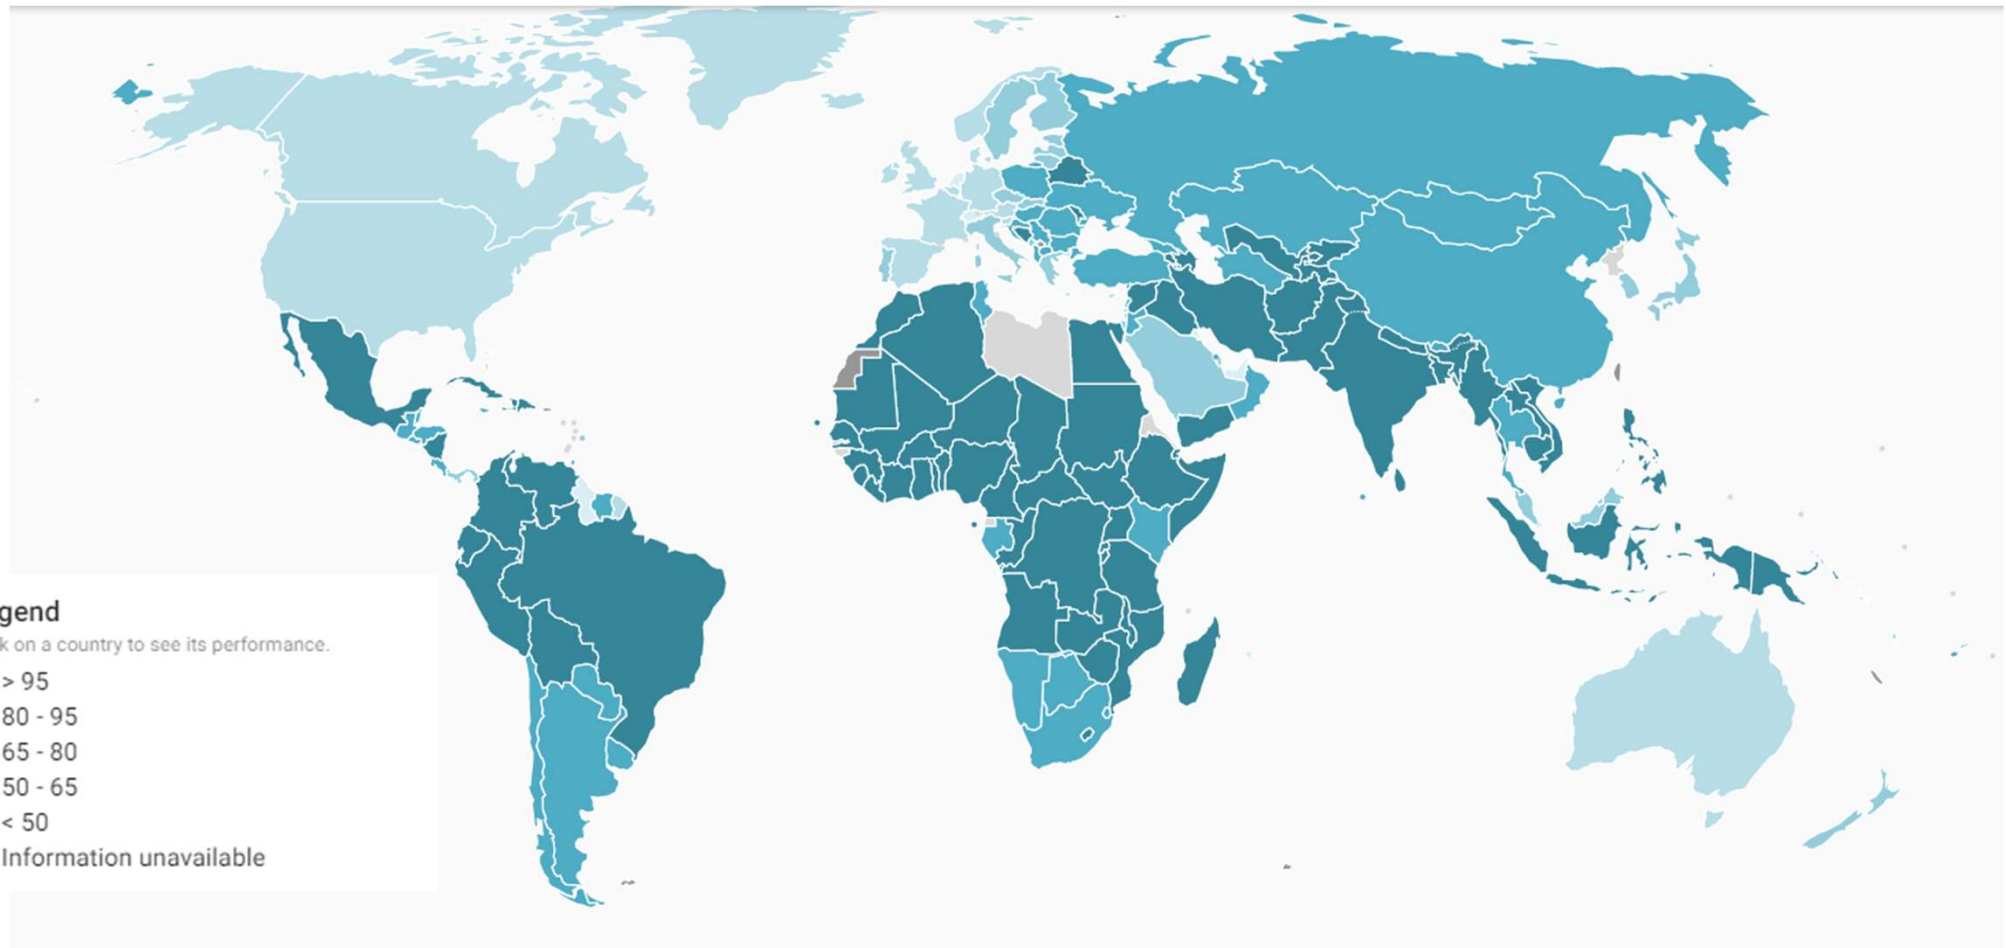 gend
k on a country to see its performance.
> 95
80 - 95
65 - 80
50 - 65
< 50
Information unavailable